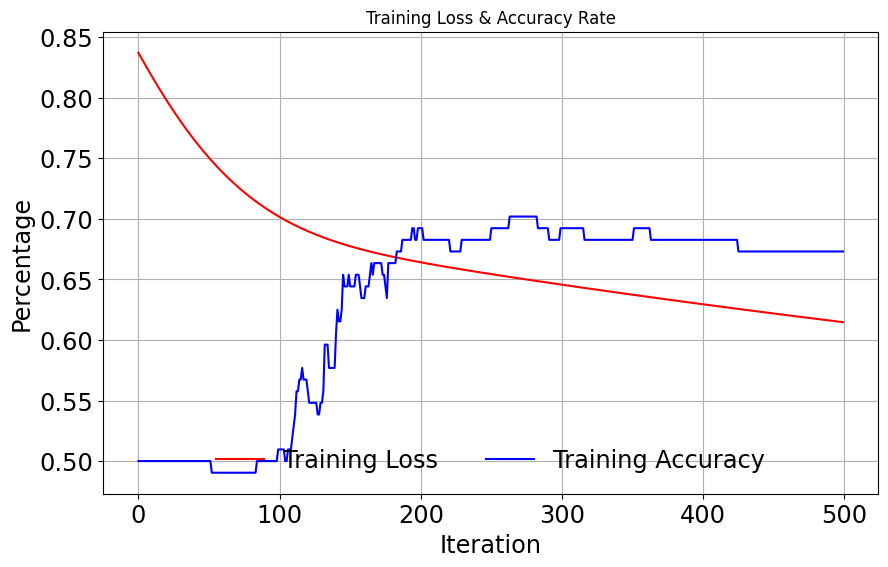 Training Loss & Accuracy Rate
0.85
0.80
0.75
0.70
0.65
0.60
0.55
0.50
Percentage
Training Loss Training Accuracy
0 100 200 300 400 500
Iteration